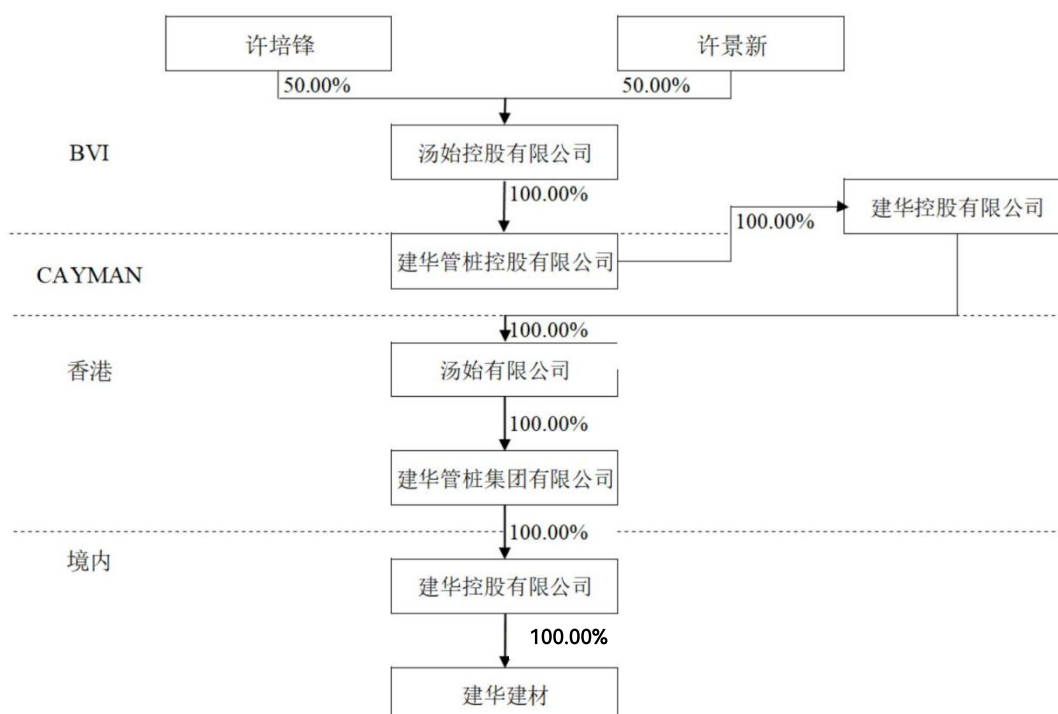 许培锋
许景新
50.00%
50.00%
BVI
汤始控股有限公司
100.00%
建华控股有限公司
100.00%
建华管桩控股有限公司
CAYMAN
100.00%
香港
汤始有限公司
100.00%
建华管桩集团有限公司
100.00%
境内
建华控股有限公司
100.00%
建华建材